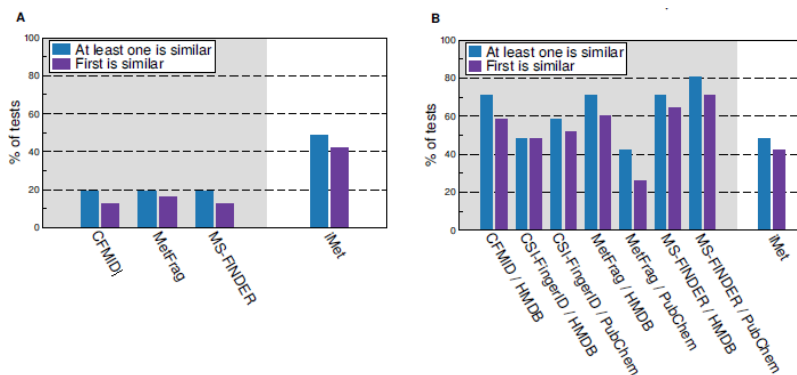 A
At least one is similar
First is similar
% of tests
100
80
60
40
20
0
CFMID|
MetFrag
MS-FINDER
iMet
B
At least one is similar
First is similar
% of tests
100
80
60
40
20
0
CFMID / HMDB
CSI-FingerID / HMDB
CSI-FingerID / PubChem
MetFrag / HMDB
MetFrag / PubChem
MS-FINDER / HMDB
MS-FINDER / PubChem
iMet